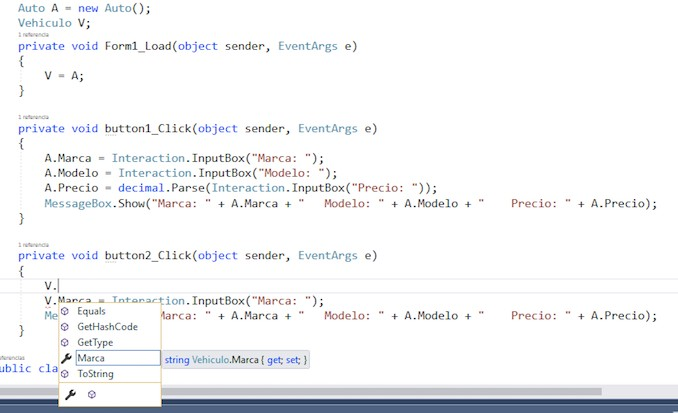 Auto A = new Auto();
Vehiculo V;
1 referencia
private void Form1_Load(object sender, EventArgs e)
{
V = A;
}
1 referencia
private void button1_Click(object sender, EventArgs e)
{
A.Marca = Interaction.InputBox("Marca: ");
A.Modelo = Interaction.InputBox("Modelo: ");
A.Precio = decimal.Parse(Interaction.InputBox("Precio: "));
MessageBox.Show("Marca: " + A.Marca + "   Modelo: " + A.Modelo + "    Precio: " + A.Precio);
}
1 referencia
private void button2_Click(object sender, EventArgs e)
{
V.
V.Marca = Interaction.InputBox("Marca: ");
Me Marca: " + A.Marca + "   Modelo: " + A.Modelo + "    Precio: " + A.Precio);
}
Equals
GetHashCode
GetType
Marca string Vehiculo.Marca { get; set; }
ToString
eferencias
ublic cla